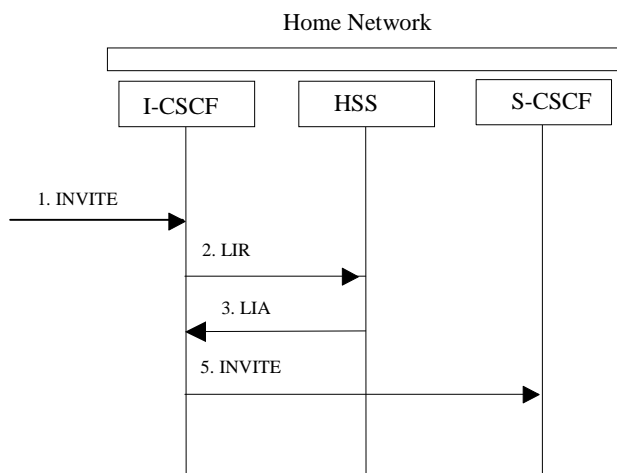 Home Network
I-CSCF
HSS
S-CSCF
1. INVITE
2. LIR
3. LIA
5. INVITE